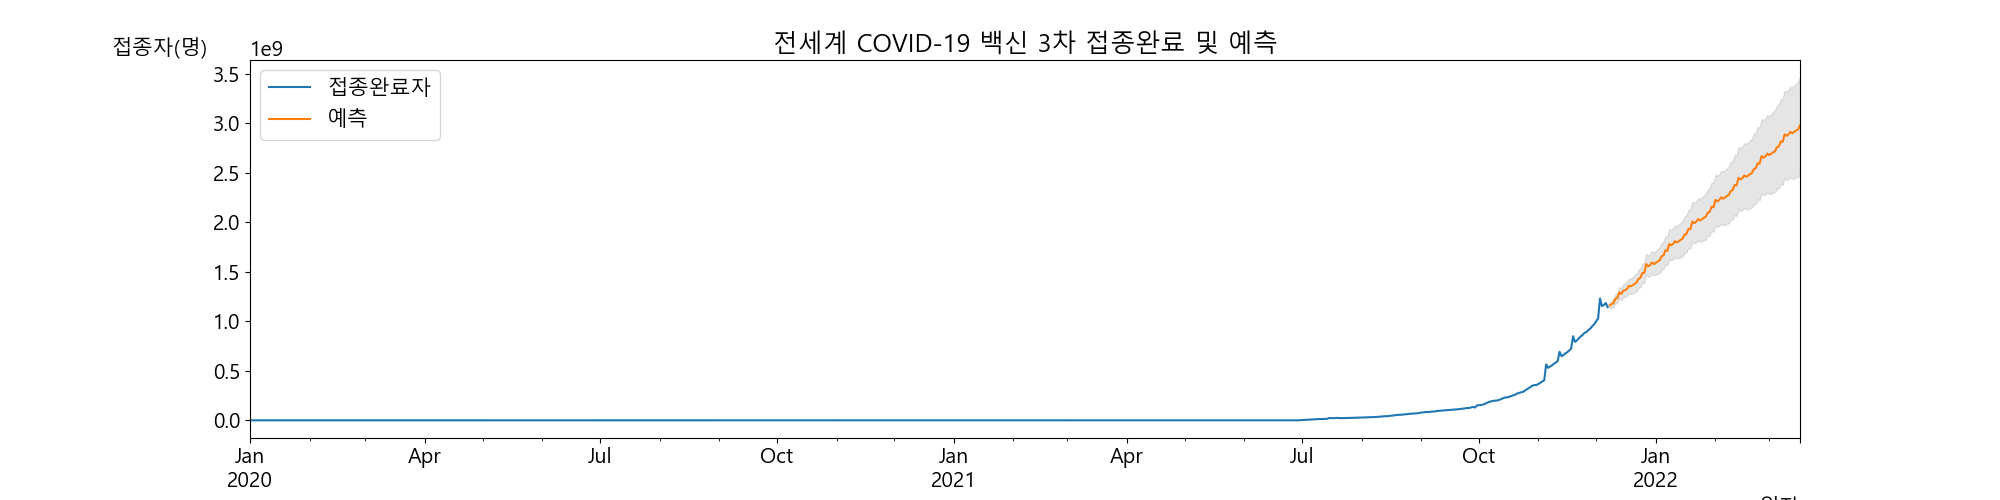 전세계 COVID-19 백신 3차 접종완료 및 예측
접종자(명)
1e9
접종완료자
예측
3.5
3.0
2.5
2.0
1.5
1.0
0.5
0.0
Jan
2020
Apr
Jul
Oct
Jan
2021
Apr
Jul
Oct
Jan
2022